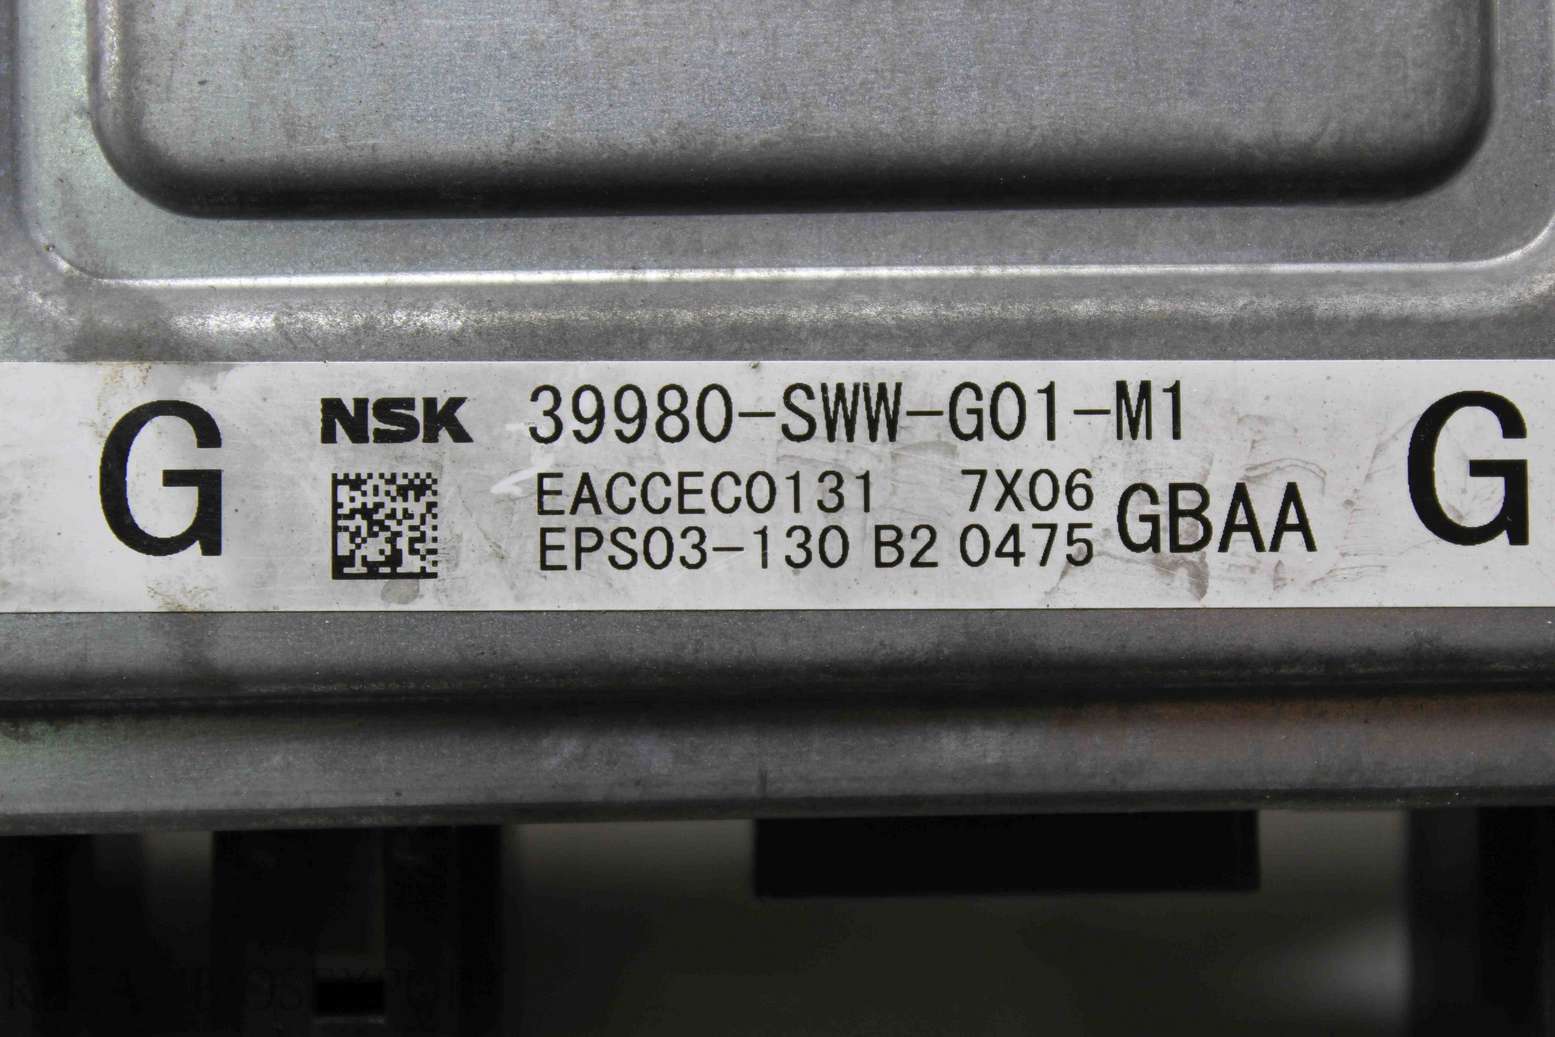 G NSK 39980-SWW-G01-M1 G
EACCEC0131 7X06
EPS03-130 B2 0475 GBAA